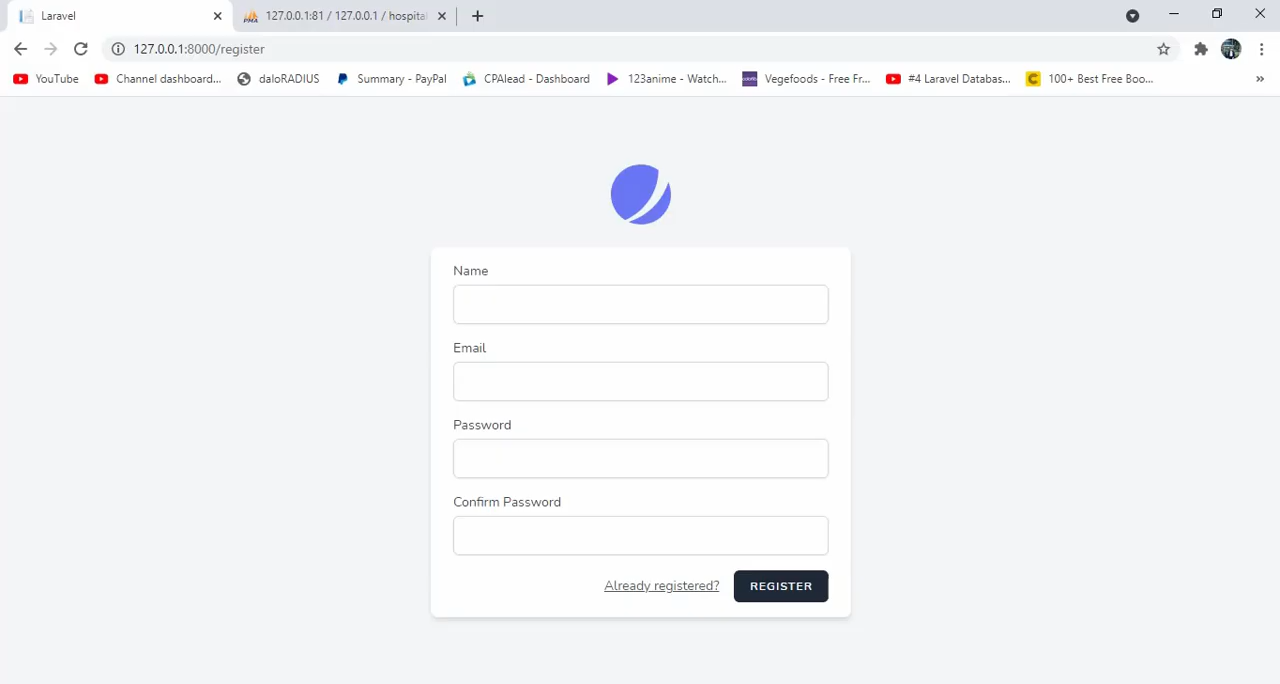 Laravel
127.0.0.1:81 / 127.0.0.1 / hospital
127.0.0.1:8000/register
YouTube
Channel dashboard...
daloRADIUS
Summary - PayPal
CPAlead - Dashboard
123anime - Watch...
Vegefoods - Free Fr...
#4 Laravel Databas...
100+ Best Free Boo...
»
Name
Email
Password
Confirm Password
Already registered?
REGISTER